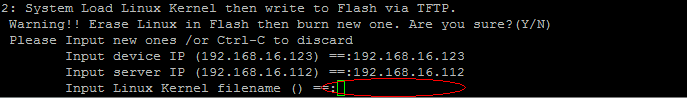 2: System Load Linux Kernel then write to Flash via TFTP.
Warning!! Erase Linux in Flash then burn new one. Are you sure?(Y/N)
Please Input new ones /or Ctrl-C to discard
Input device IP (192.168.16.123) ==:192.168.16.123
Input server IP (192.168.16.112) ==:192.168.16.112
Input Linux Kernel filename () ==: